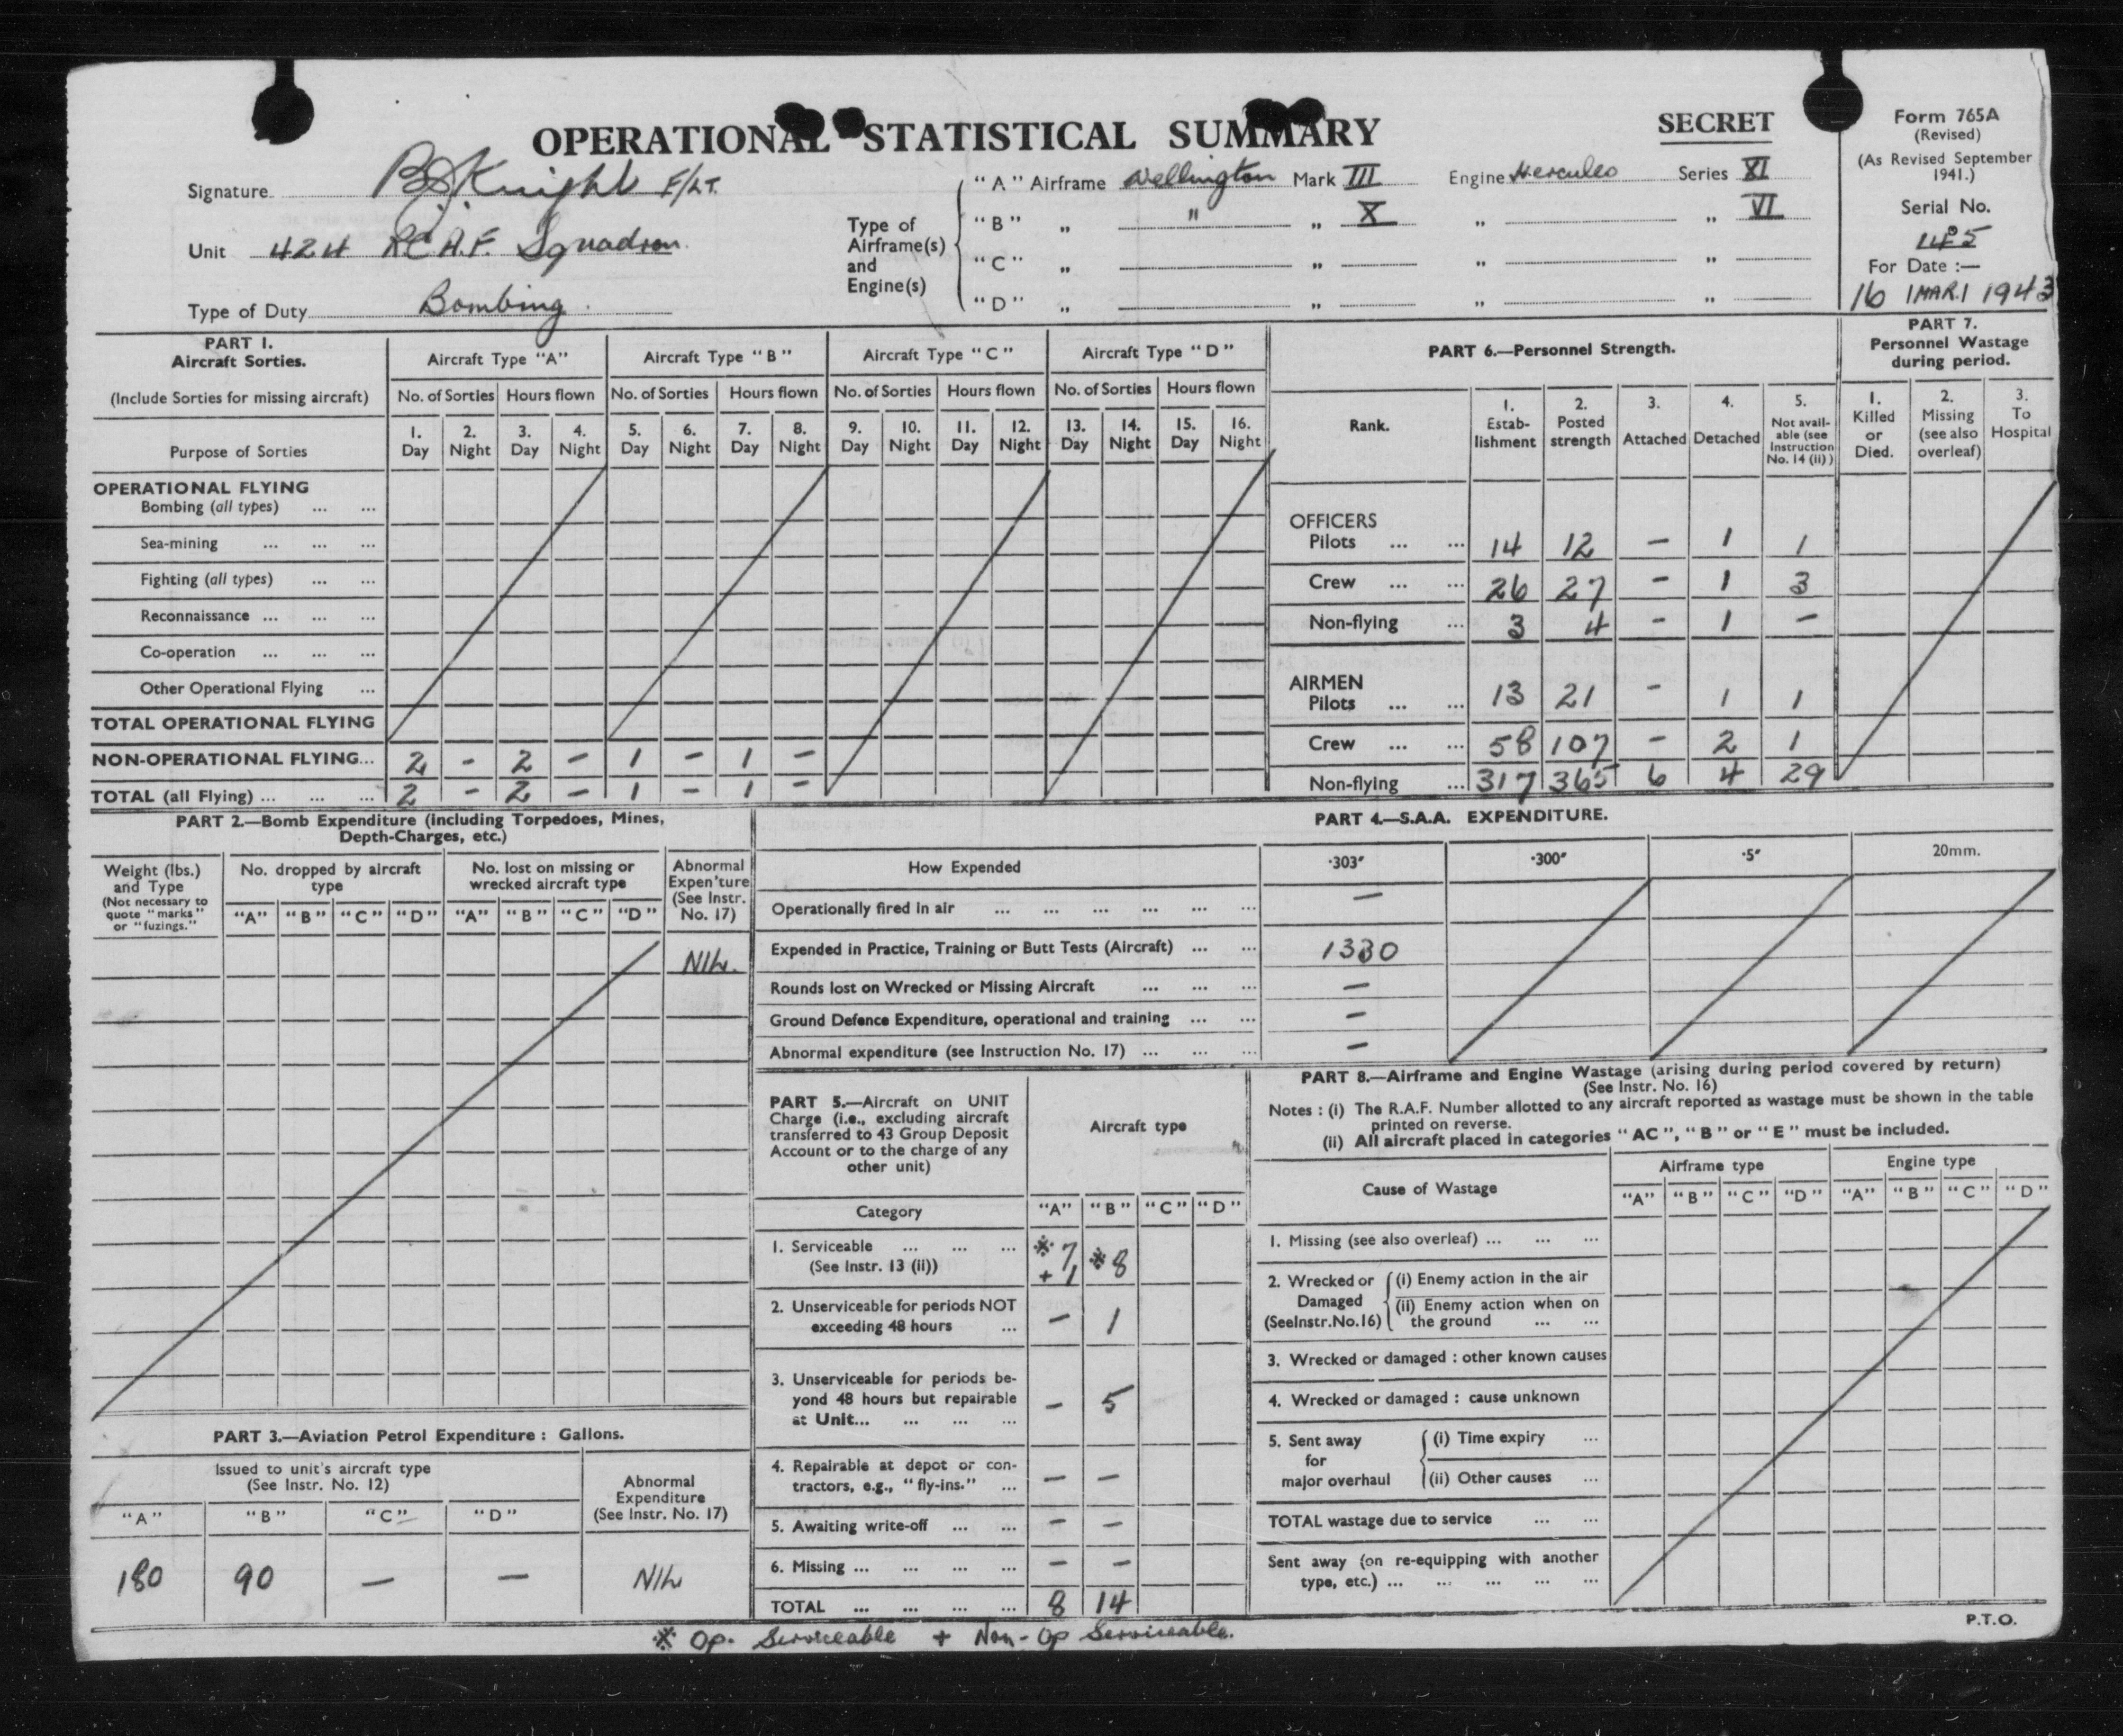 OPERATIONAL STATISTICAL SUMMARY
SECRET
Form 765A
(Revised)
(As Revised September
1941.)
Serial No.
For Date :—
16 MAR 1943
Signature Knight F/LT.
Unit 424 R.C.A.F. Squadron.
Type of Duty Bombing.
Type of
Airframe(s)
and
Engine(s)
"A" Airframe Wellington Mark III Engine Hercules Series XI
"B" „ " „ X „ „ VI
"C" „ „ „ „
"D" „ „ „ „
PART 1.
Aircraft Sorties.
(Include Sorties for missing aircraft)
Purpose of Sorties
Aircraft Type "A" Aircraft Type "B" Aircraft Type "C" Aircraft Type "D"
No. of Sorties Hours flown No. of Sorties Hours flown No. of Sorties Hours flown No. of Sorties Hours flown
1. 2. 3. 4. 5. 6. 7. 8. 9. 10. 11. 12. 13. 14. 15. 16.
Day Night Day Night Day Night Day Night Day Night Day Night Day Night Day Night
OPERATIONAL FLYING
Bombing (all types) ... ...
Sea-mining ... ... ...
Fighting (all types) ... ...
Reconnaissance ... ... ...
Co-operation ... ... ...
Other Operational Flying ...
TOTAL OPERATIONAL FLYING
NON-OPERATIONAL FLYING... 2 - 2 - 1 - 1 -
TOTAL (all Flying) ... ... ... 2 - 2 - 1 - 1 -
PART 6.—Personnel Strength.
Rank.
1. Estab-lishment
2. Posted strength
3. Attached
4. Detached
5. Not avail-able (see Instruction No. 14 (ii) )
OFFICERS
Pilots ... ... 14 12 - 1 1
Crew ... ... 26 27 - 1 3
Non-flying ... 3 4 - 1 -
AIRMEN
Pilots ... ... 13 21 - 1 1
Crew ... ... 58 107 - 2 1
Non-flying ... 317 365 6 4 29
PART 7.
Personnel Wastage
during period.
1. Killed or Died.
2. Missing (see also overleaf)
3. To Hospital
PART 2.—Bomb Expenditure (including Torpedoes, Mines,
Depth-Charges, etc.)
Weight (lbs.)
and Type
(Not necessary to
quote "marks"
or "fuzings."
No. dropped by aircraft
type
No. lost on missing or
wrecked aircraft type
Abnormal
Expen'ture
(See Instr.
No. 17)
"A" "B" "C" "D" "A" "B" "C" "D"
NIL.
PART 3.—Aviation Petrol Expenditure : Gallons.
Issued to unit's aircraft type
(See Instr. No. 12)
Abnormal
Expenditure
(See Instr. No. 17)
"A" "B" "C" "D"
180 90 — — NIL
PART 4.—S.A.A. EXPENDITURE.
How Expended ·303" ·300" ·5" 20mm.
Operationally fired in air ... ... ... ... ... ... —
Expended in Practice, Training or Butt Tests (Aircraft) ... ... 1330
Rounds lost on Wrecked or Missing Aircraft ... ... ... —
Ground Defence Expenditure, operational and training ... ... —
Abnormal expenditure (see Instruction No. 17) ... ... ... —
PART 5.—Aircraft on UNIT
Charge (i.e., excluding aircraft
transferred to 43 Group Deposit
Account or to the charge of any
other unit)
Aircraft type
Category "A" "B" "C" "D"
1. Serviceable ... ... ... ※ 7 ※ 8
(See Instr. 13 (ii)) + 1
2. Unserviceable for periods NOT
exceeding 48 hours ... - 1
3. Unserviceable for periods be-
yond 48 hours but repairable
at Unit... ... ... ... - 5
4. Repairable at depot or con-
tractors, e.g., "fly-ins." ... — —
5. Awaiting write-off ... ... — —
6. Missing ... ... ... ... — —
TOTAL ... ... ... ... 8 14
PART 8.—Airframe and Engine Wastage (arising during period covered by return)
(See Instr. No. 16)
Notes : (i) The R.A.F. Number allotted to any aircraft reported as wastage must be shown in the table
printed on reverse.
(ii) All aircraft placed in categories "AC", "B" or "E" must be included.
Cause of Wastage
Airframe type Engine type
"A" "B" "C" "D" "A" "B" "C" "D"
1. Missing (see also overleaf) ... ... ...
2. Wrecked or Damaged (SeeInstr.No.16)
(i) Enemy action in the air
(ii) Enemy action when on
the ground ... ...
3. Wrecked or damaged : other known causes
4. Wrecked or damaged : cause unknown
5. Sent away for major overhaul
(i) Time expiry ...
(ii) Other causes ...
TOTAL wastage due to service ... ...
Sent away (on re-equipping with another
type, etc.) ... ... ... ... ...
P.T.O.
※ Op. Serviceable + Non-Op Serviceable.